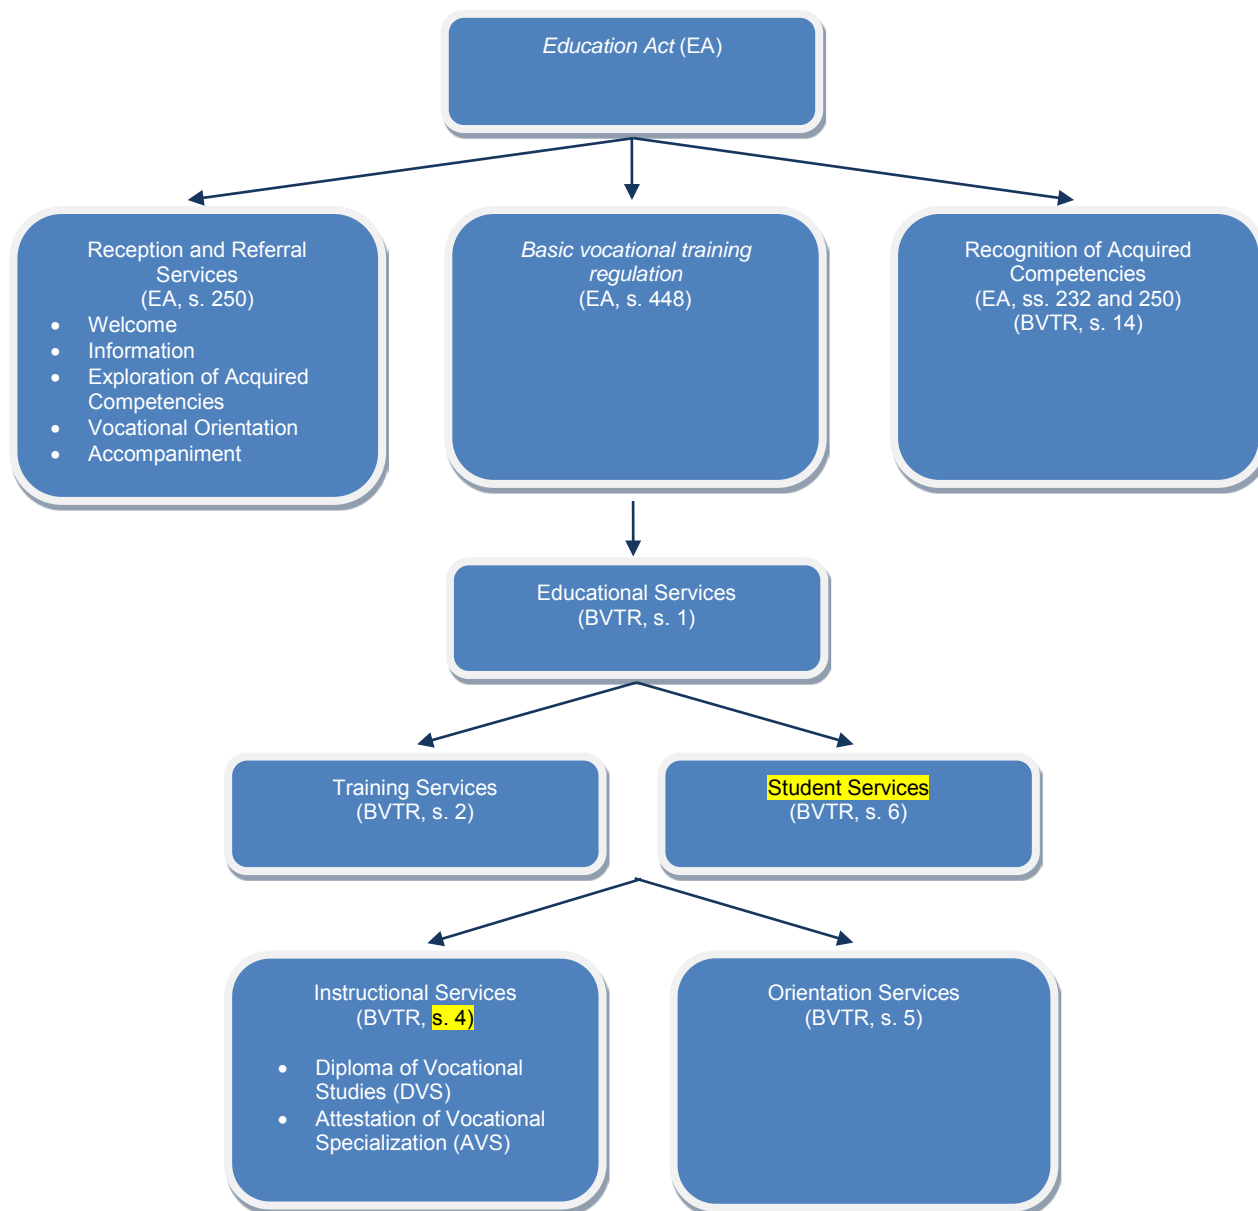 Education Act (EA)
Reception and Referral
Services
(EA, s. 250)
• Welcome
• Information
• Exploration of Acquired
Competencies
• Vocational Orientation
• Accompaniment
Basic vocational training
regulation
(EA, s. 448)
Recognition of Acquired
Competencies
(EA, ss. 232 and 250)
(BVTR, s. 14)
Educational Services
(BVTR, s. 1)
Training Services
(BVTR, s. 2)
Student Services
(BVTR, s. 6)
Instructional Services
(BVTR, s. 4)
• Diploma of Vocational
Studies (DVS)
• Attestation of Vocational
Specialization (AVS)
Orientation Services
(BVTR, s. 5)